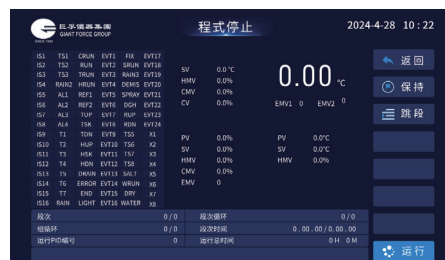 巨孚儀器集團
GIANT FORCE GROUP
程式停止
2024-4-28 10:22
IS1 TS1 CRUN EVT1 FIX EVT17
IS2 TS2 RUN EVT2 SRUN EVT18
IS3 TS3 TRUN EVT3 RAIN3 EVT19
IS4 RAIN2 HRUN EVT4 DEMIS EVT20
IS5 AL1 REF1 EVT5 SPRAY EVT21
IS6 AL2 REF2 EVT6 DGH EVT22
IS7 AL3 TUP EVT7 RUP EVT23
IS8 AL4 TSK EVT8 RDN EVT24
IS9 T1 TDN EVT9 TS5 X1
IS10 T2 HUP EVT10 TS6 X2
IS11 T3 HSK EVT11 TS7 X3
IS12 T4 HDN EVT12 TS8 X4
IS13 T5 DRAIN EVT13 SALT X5
IS14 T6 ERROR EVT14 WRUN X6
IS15 T7 END EVT15 DRY X7
IS16 RAIN LIGHT EVT16 WATER X8
SV 0.0 °C
HMV 0.0%
CMV 0.0%
CV 0.0%
0.00 °C
EMV1 0 EMV2 0
PV 0.0% PV 0.0°C
SV 0.0% SV 0.0°C
HMV 0.0% HMV 0.0%
CMV 0.0%
EMV 0
返回
保持
跳段
运行
段次 0/0 段次循环 0/0
组循环 0/0 段次时间 0.00.00/0.00.00
运行PID编号 0 运行总时间 0H 0M